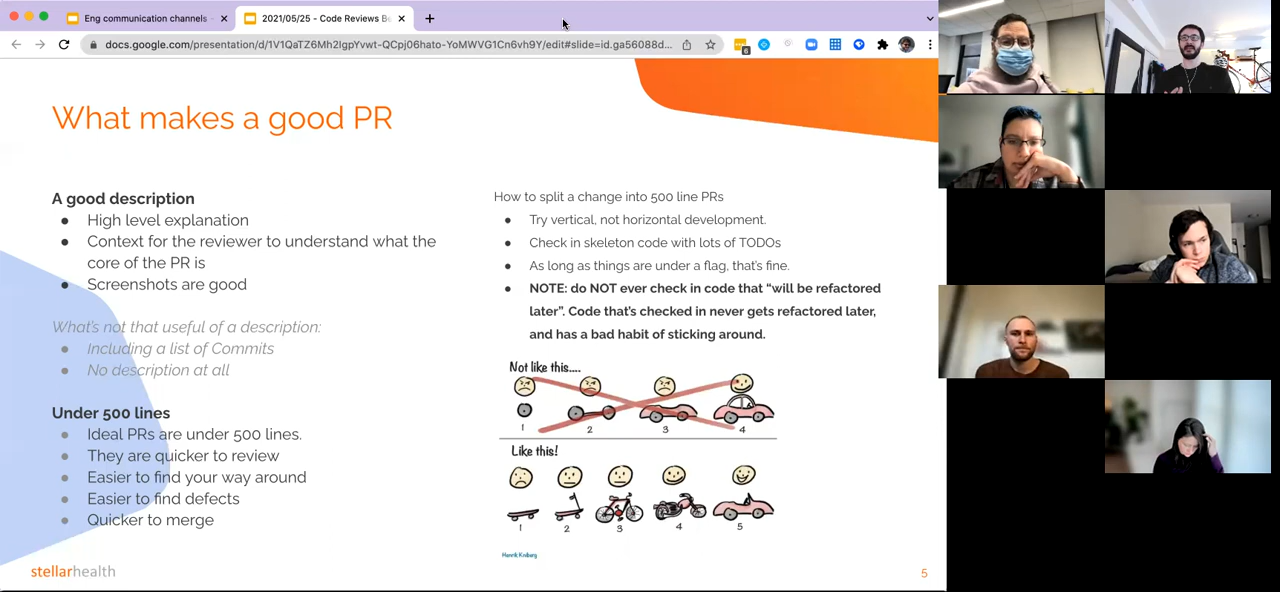 Eng communication channels -
2021/05/25 - Code Reviews Be
docs.google.com/presentation/d/1V1QaTZ6Mh2IgpYvwt-QCpj06hato-YoMWVG1Cn6vh9Y/edit#slide=id.ga56088d...
6
What makes a good PR
A good description
● High level explanation
● Context for the reviewer to understand what the
core of the PR is
● Screenshots are good
What's not that useful of a description:
● Including a list of Commits
● No description at all
Under 500 lines
● Ideal PRs are under 500 lines.
● They are quicker to review
● Easier to find your way around
● Easier to find defects
● Quicker to merge
How to split a change into 500 line PRs
● Try vertical, not horizontal development.
● Check in skeleton code with lots of TODOs
● As long as things are under a flag, that's fine.
● NOTE: do NOT ever check in code that “will be refactored
later”. Code that's checked in never gets refactored later,
and has a bad habit of sticking around.
Not like this....
1 2 3 4
Like this!
1 2 3 4 5
Henrik Kniberg
stellarhealth
5